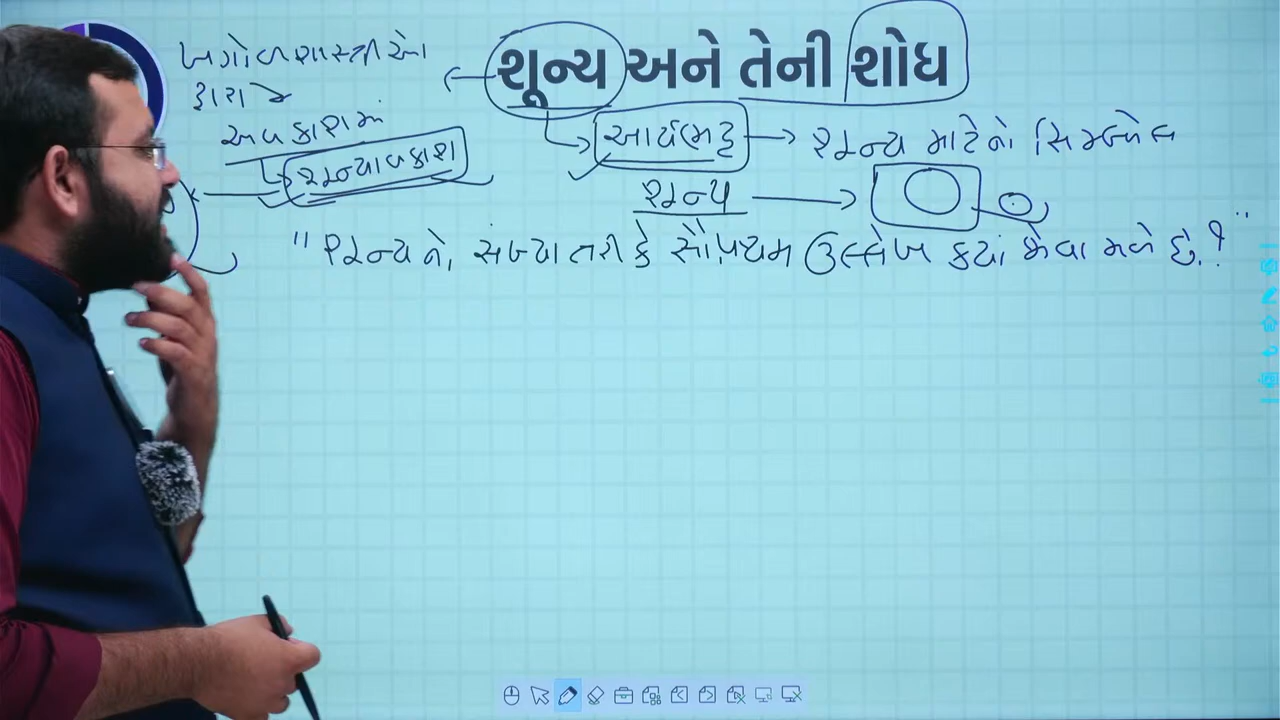 શૂન્ય અને તેની શોધ
ખગોળશાસ્ત્રીઓ
દ્વારા
અવકાશમાં
શૂન્યાવકાશ
આર્યભટ્ટ → શૂન્ય માટેનો સિમ્બોલ
શૂન્ય →
"શૂન્યનો, સંખ્યા તરીકે સૌપ્રથમ ઉલ્લેખ ક્યાં જોવા મળે છે.?"